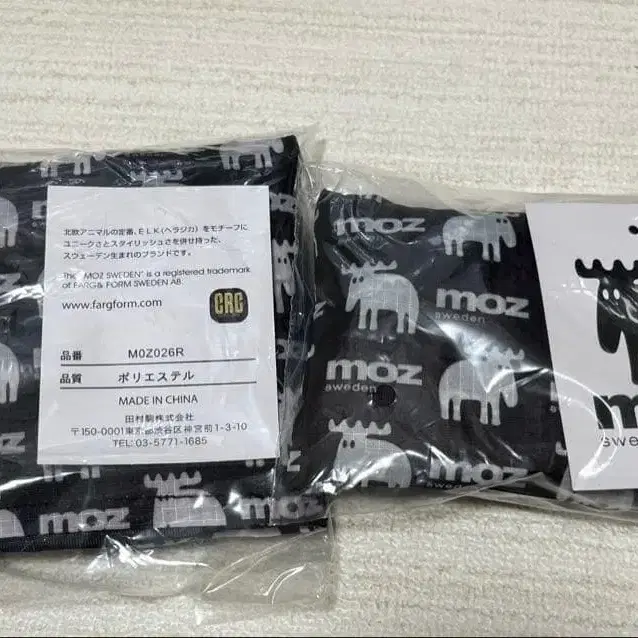 北欧アニマルの定番、ELK(ヘラジカ)をモチーフに
ユニークさとスタイリッシュさを併せ持った、
スウェーデン生まれのブランドです。
The "MOZ SWEDEN" is a registered trademark
of FARG & FORM SWEDEN AB.
www.fargform.com
CRG
品番 MOZ026R
品質 ポリエステル
MADE IN CHINA
田村駒株式会社
〒150-0001東京都渋谷区神宮前1-3-10
TEL:03-5771-1685
moz
moz
moz
sweden
moz
sweden
moz
sweden